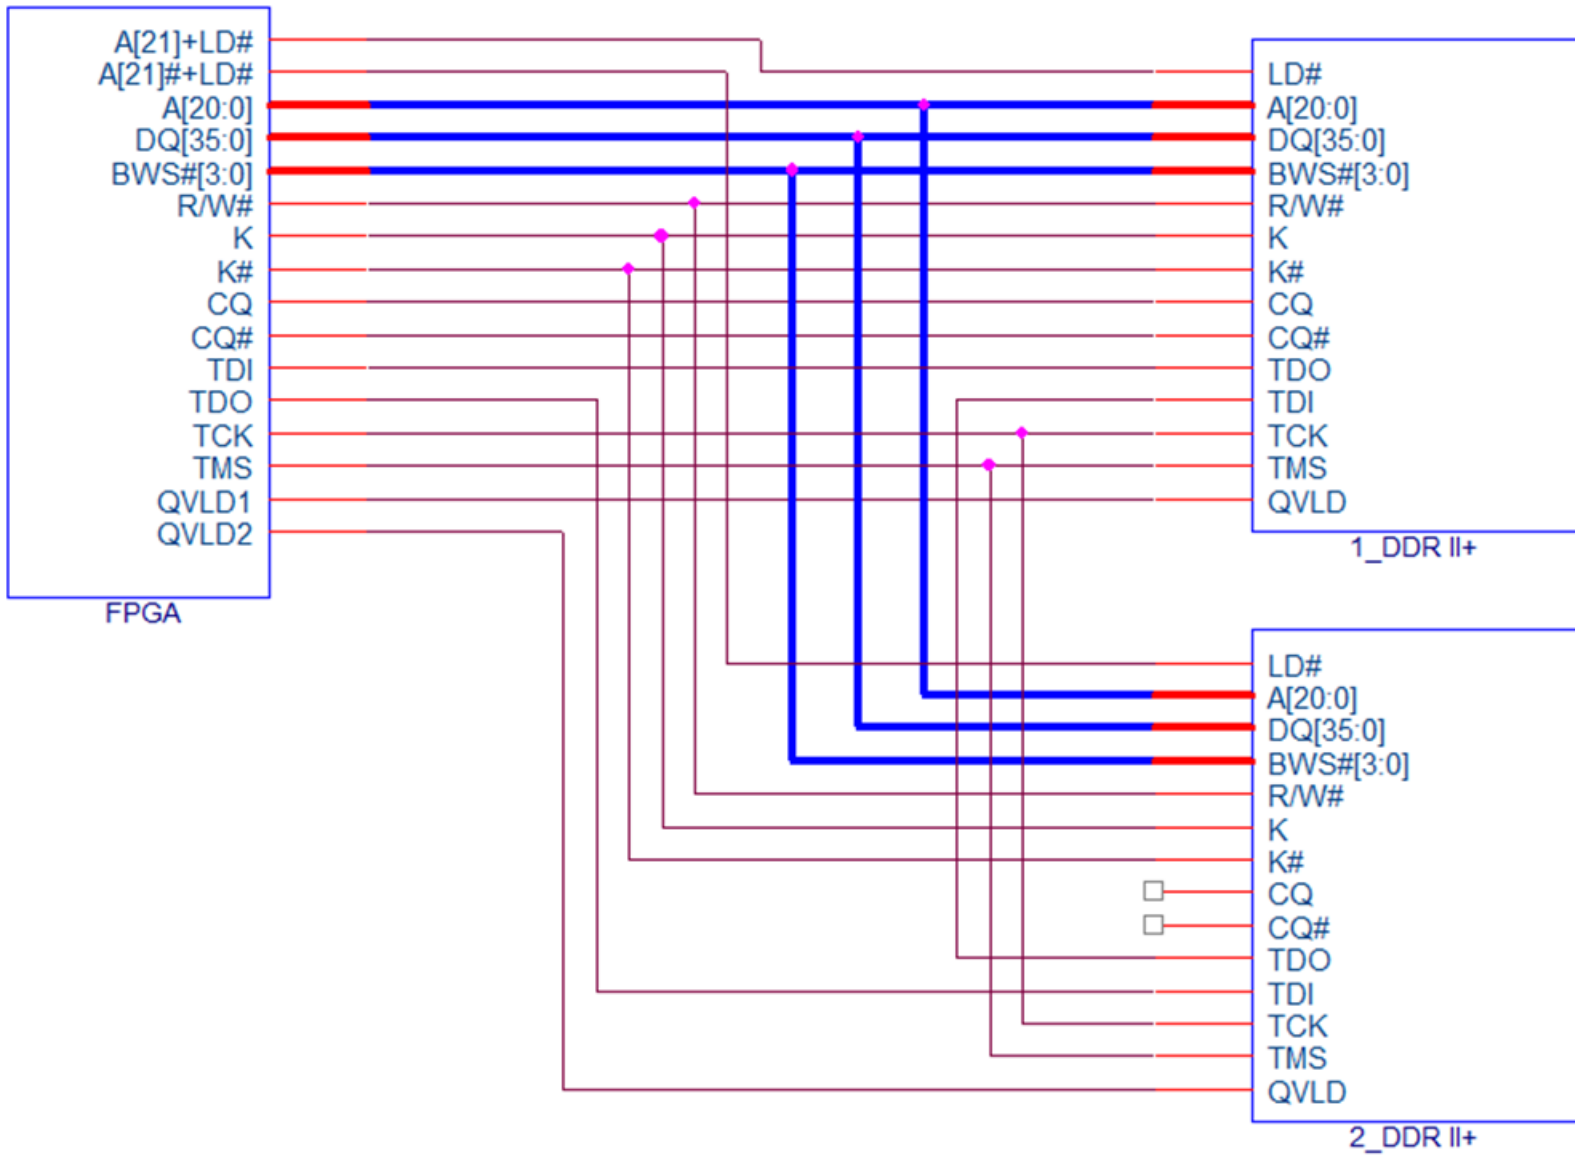 A[21]+LD#
A[21]#+LD#
A[20:0]
DQ[35:0]
BWS#[3:0]
R/W#
K
K#
CQ
CQ#
TDI
TDO
TCK
TMS
QVLD1
QVLD2
FPGA
LD#
A[20:0]
DQ[35:0]
BWS#[3:0]
R/W#
K
K#
CQ
CQ#
TDO
TDI
TCK
TMS
QVLD
1_DDR II+
LD#
A[20:0]
DQ[35:0]
BWS#[3:0]
R/W#
K
K#
CQ
CQ#
TDO
TDI
TCK
TMS
QVLD
2_DDR II+